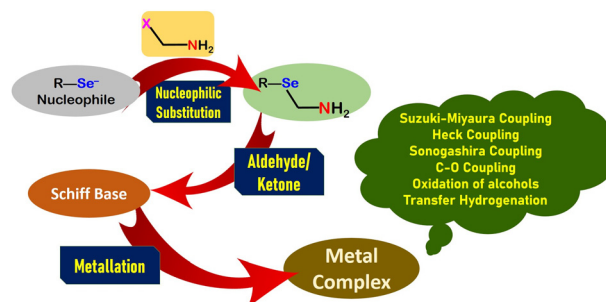 X
NH₂
R—Se⁻
Nucleophile
Nucleophilic
Substitution
R—Se
NH₂
Aldehyde/
Ketone
Schiff Base
Metallation
Metal
Complex
Suzuki-Miyaura Coupling
Heck Coupling
Sonogashira Coupling
C-O Coupling
Oxidation of alcohols
Transfer Hydrogenation